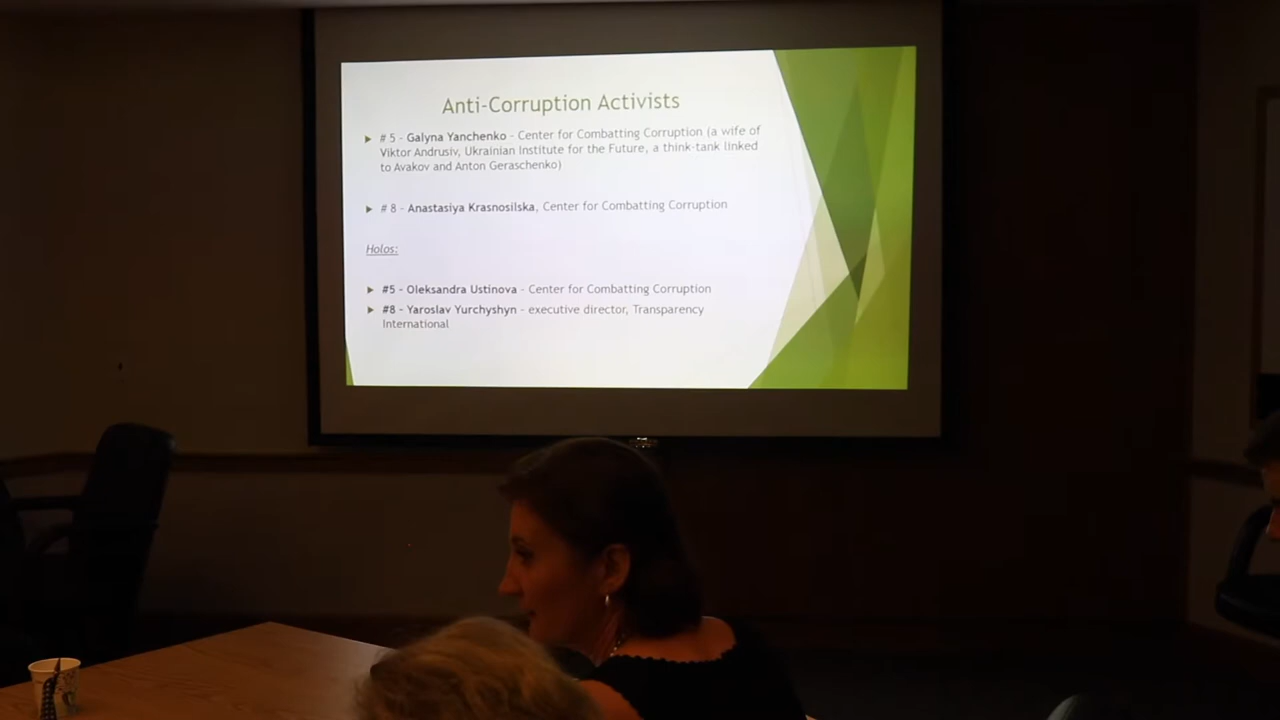 Anti-Corruption Activists
# 5 - Galyna Yanchenko - Center for Combatting Corruption (a wife of
Viktor Andrusiv, Ukrainian Institute for the Future, a think-tank linked
to Avakov and Anton Geraschenko)
# 8 - Anastasiya Krasnosilska, Center for Combatting Corruption
Holos:
#5 - Oleksandra Ustinova - Center for Combatting Corruption
#8 - Yaroslav Yurchyshyn - executive director, Transparency
International